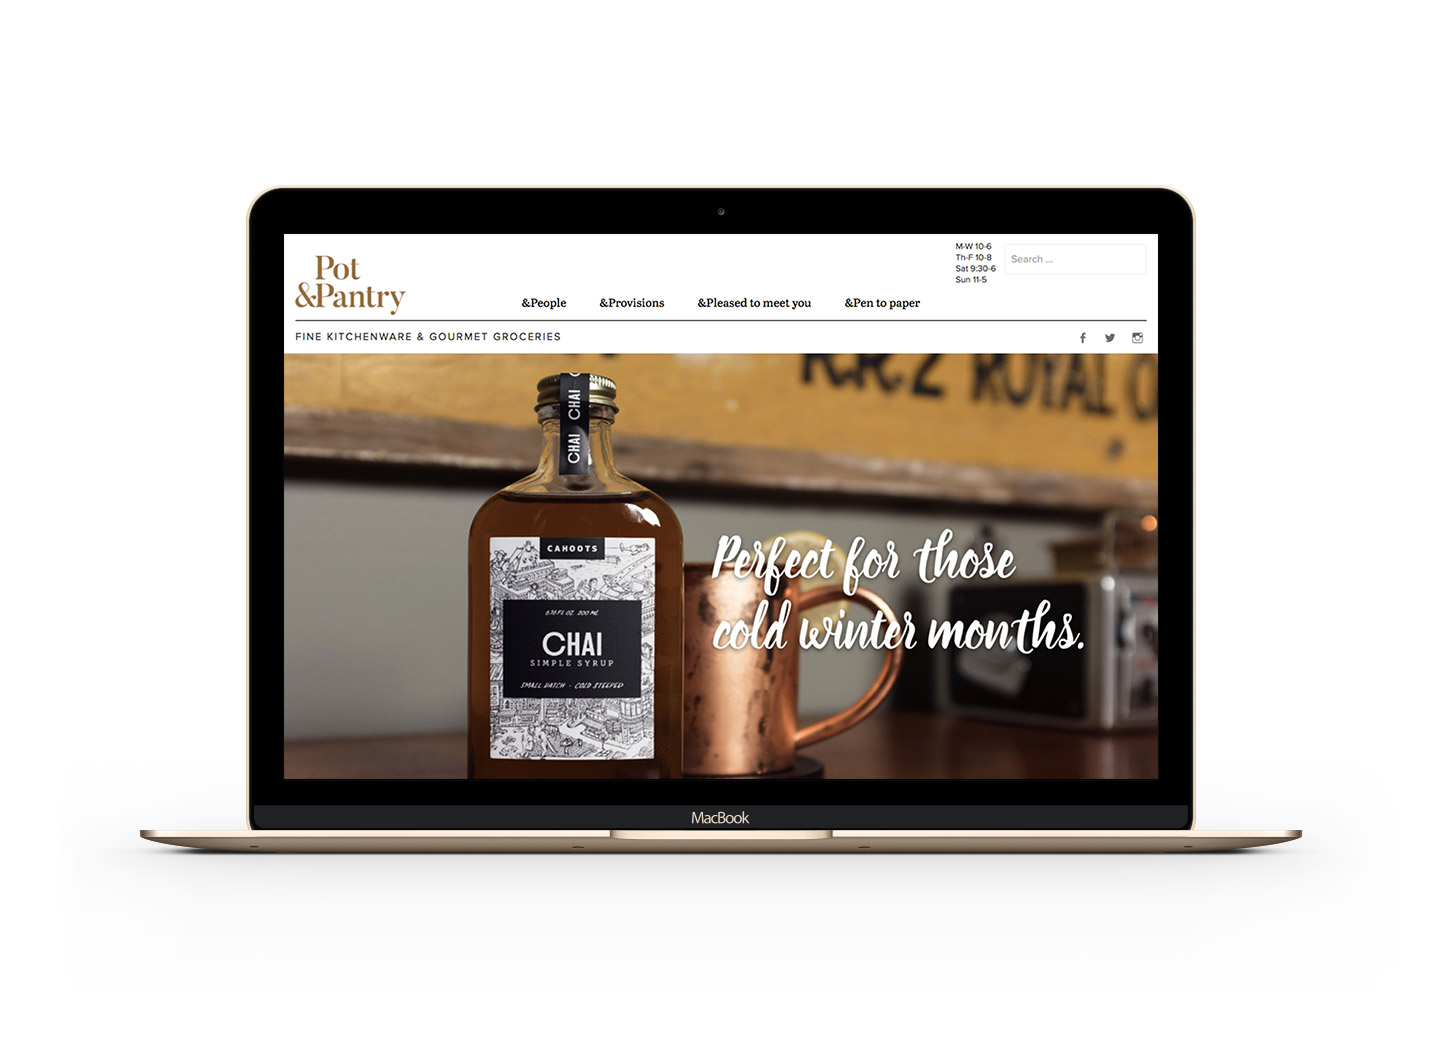 Pot
&Pantry
&People
&Provisions
&Pleased to meet you
&Pen to paper
M-W 10-6
Th-F 10-8
Sat 9:30-6
Sun 11-5
Search ...
FINE KITCHENWARE & GOURMET GROCERIES
R.R.2 ROYAL
CHAI CHAI
CAHOOTS
6.76 FL OZ. 200 ML
CHAI
SIMPLE SYRUP
SMALL BATCH - COLD STEEPED
Perfect for those
cold winter months.
MacBook